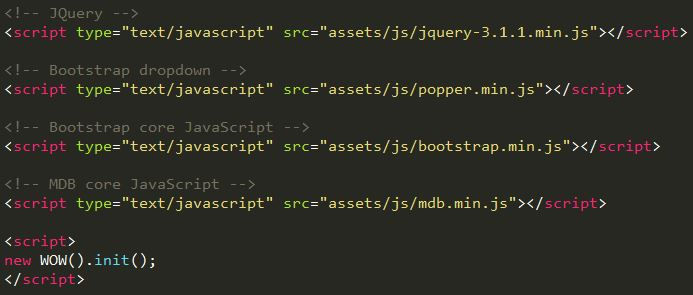 <!-- JQuery -->
<script type="text/javascript" src="assets/js/jquery-3.1.1.min.js"></script>
<!-- Bootstrap dropdown -->
<script type="text/javascript" src="assets/js/popper.min.js"></script>
<!-- Bootstrap core JavaScript -->
<script type="text/javascript" src="assets/js/bootstrap.min.js"></script>
<!-- MDB core JavaScript -->
<script type="text/javascript" src="assets/js/mdb.min.js"></script>
<script>
new WOW().init();
</script>